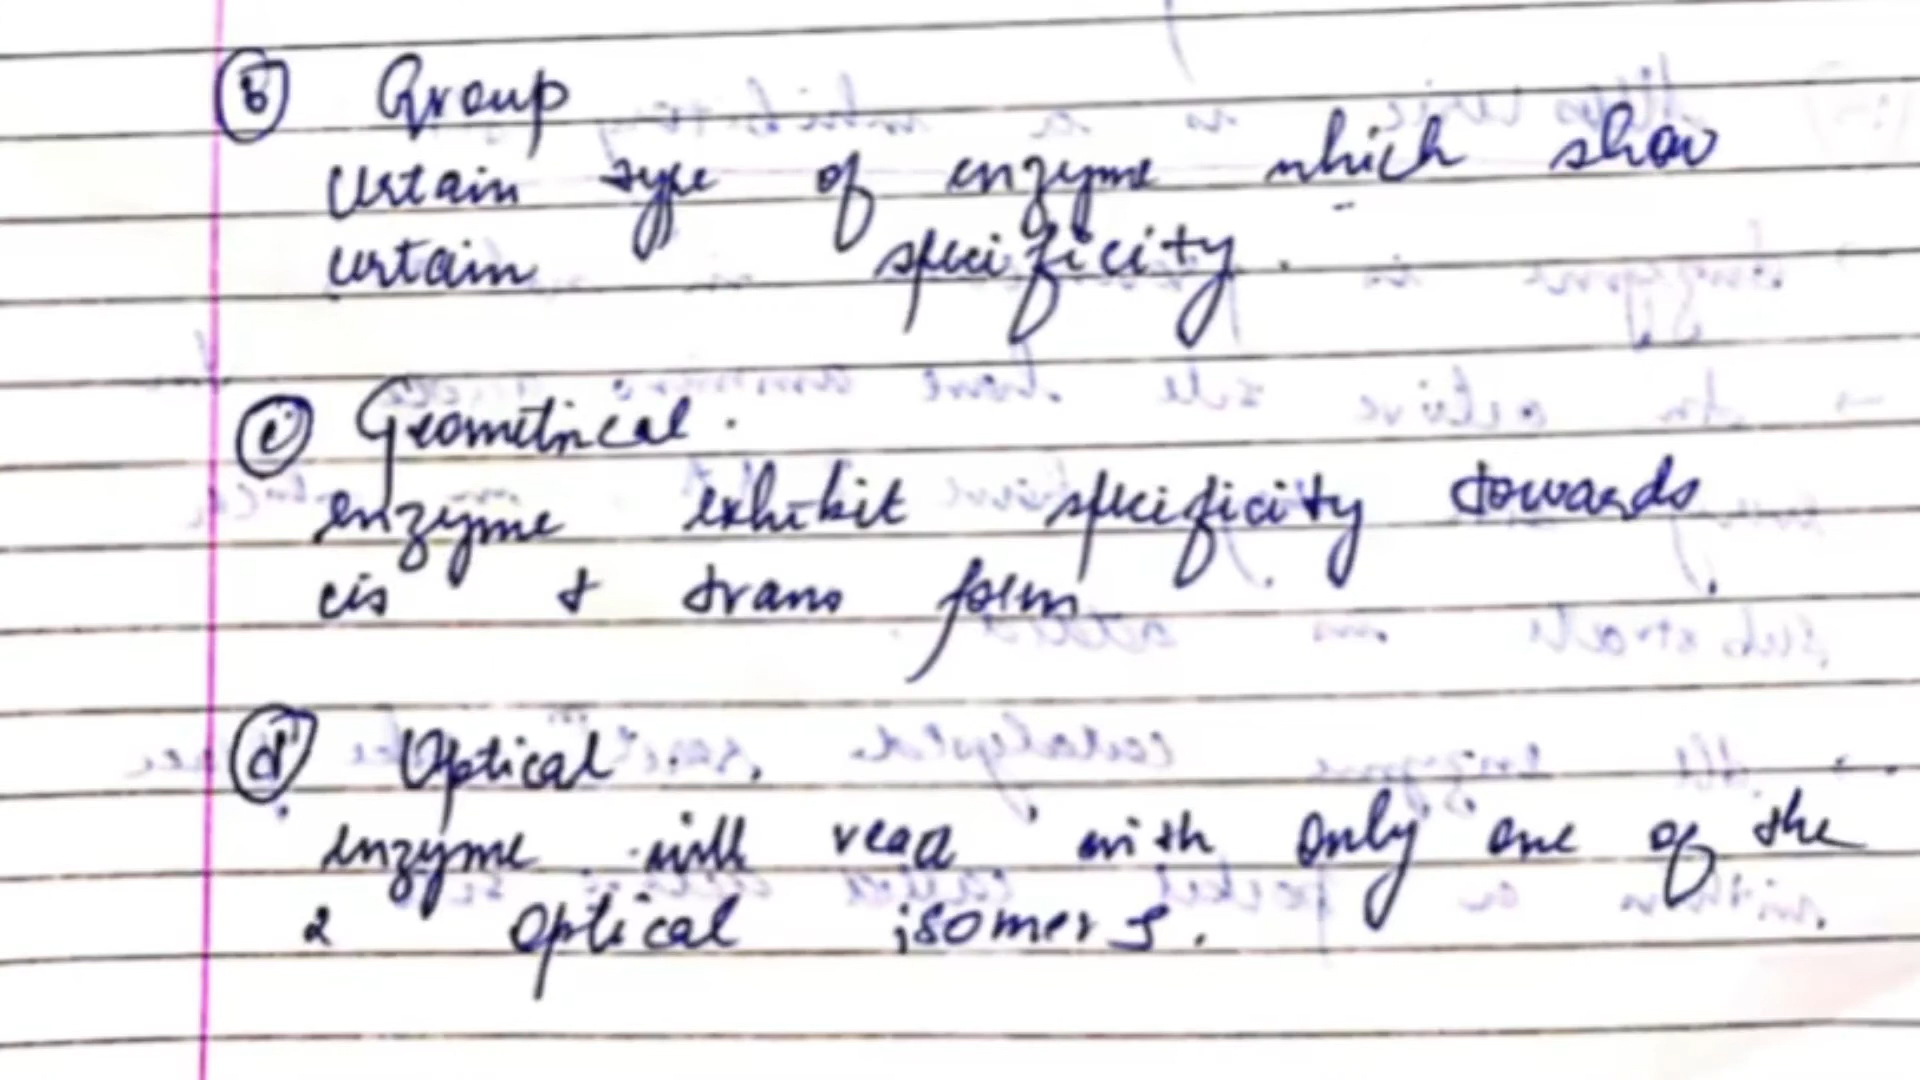 (b) Group
certain type of enzyme which show
certain specificity.
(c) Geometrical.
enzyme exhibit specificity towards
cis & trans form
(d) Optical.
enzyme will react with only one of the
2 optical isomers.